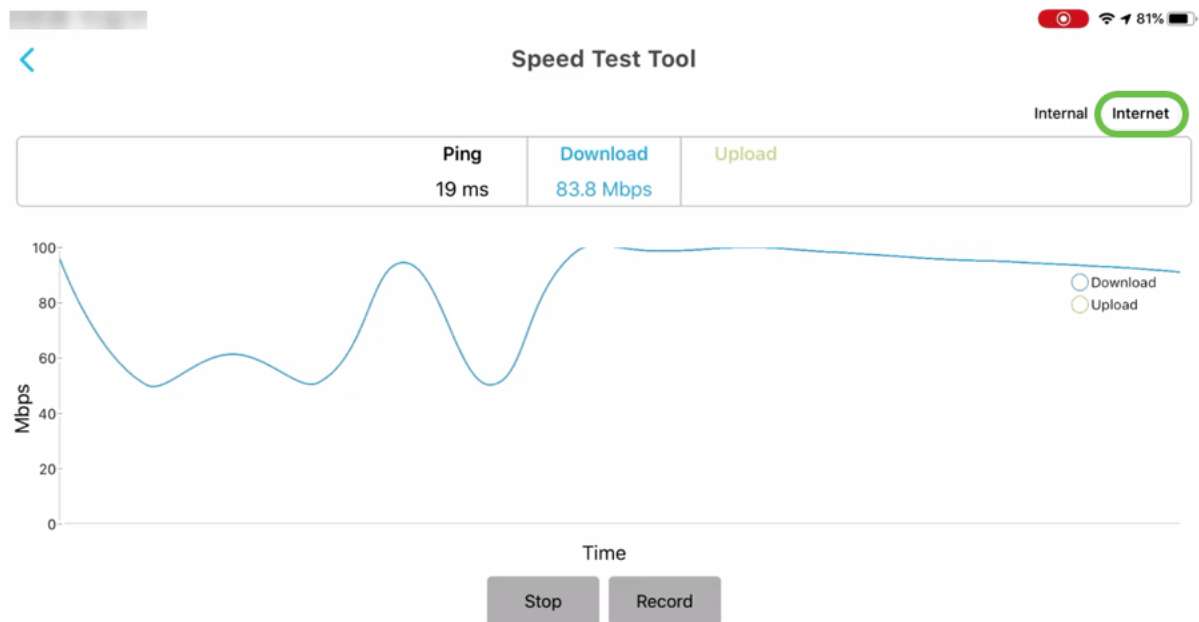 81%
Speed Test Tool
Internal Internet
Ping Download Upload
19 ms 83.8 Mbps
100
80
60
40
20
0
Mbps
Download
Upload
Time
Stop Record